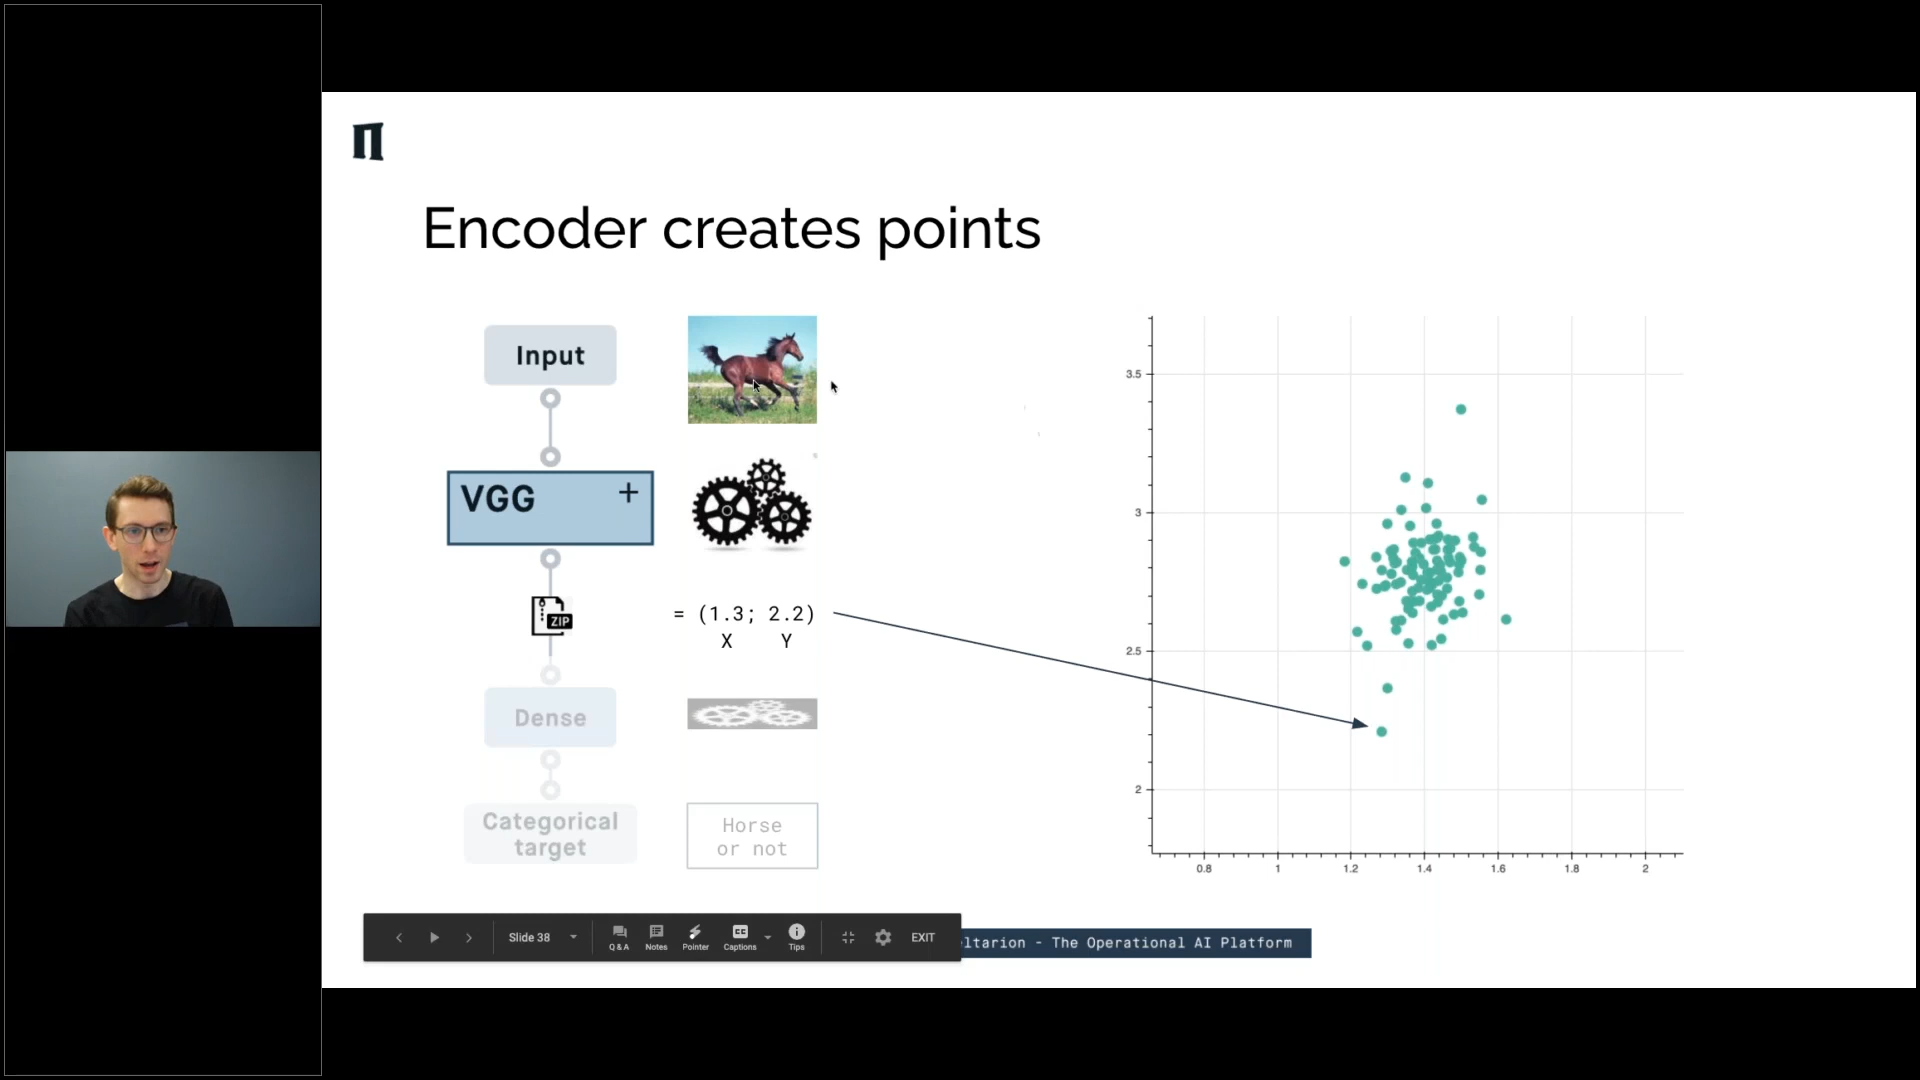 Encoder creates points
Input
VGG +
ZIP
= (1.3; 2.2)
X Y
Dense
Categorical
target
Horse
or not
3.5
3
2.5
2
0.8 1 1.2 1.4 1.6 1.8 2
Slide 38
Q & A Notes Pointer CC Captions Tips EXIT
eltarion - The Operational AI Platform